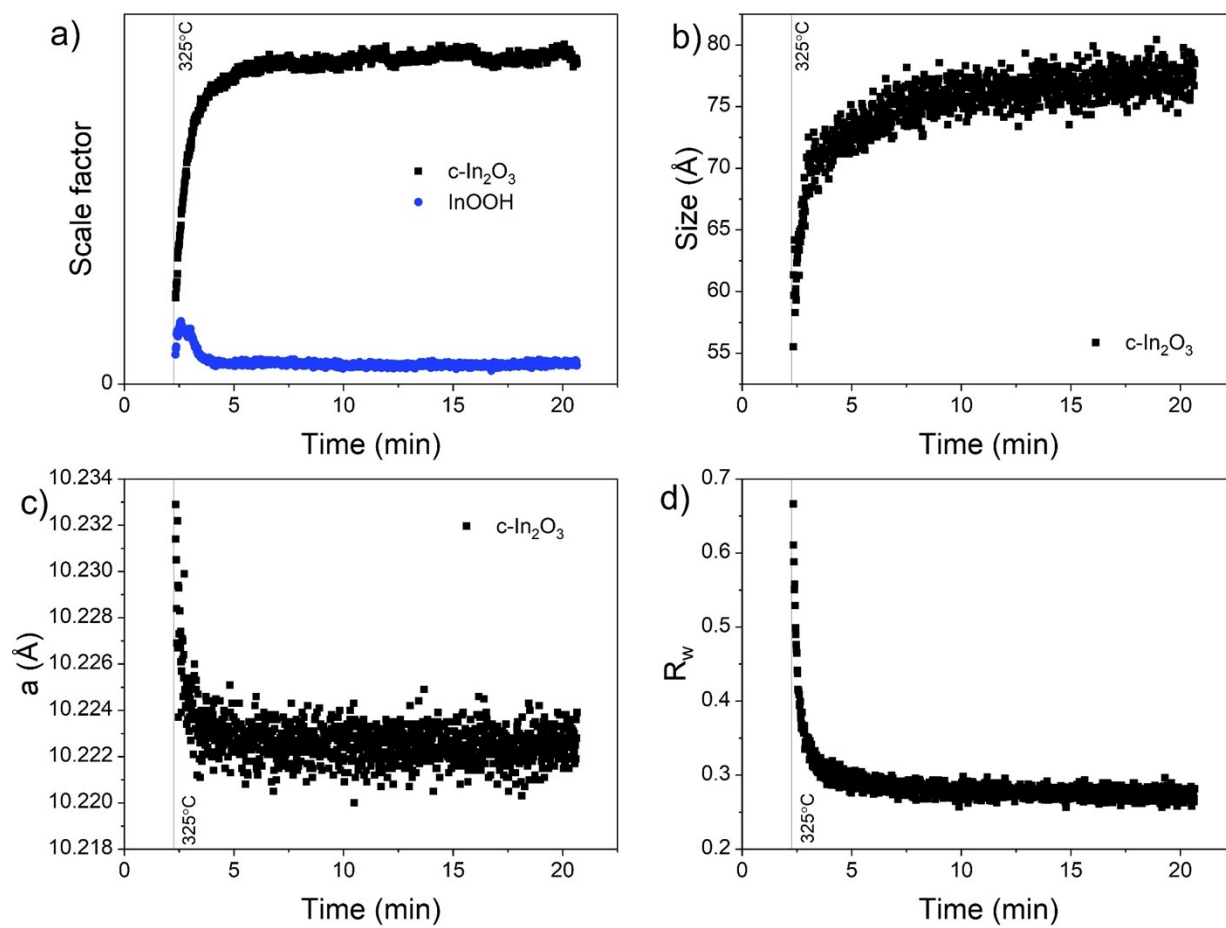 a)
325°C
Scale factor
c-In₂O₃
InOOH
0
0 5 10 15 20
Time (min)
b)
325°C
Size (Å)
80
75
70
65
60
55
c-In₂O₃
0 5 10 15 20
Time (min)
c)
a (Å)
10.234
10.232
10.230
10.228
10.226
10.224
10.222
10.220
10.218
c-In₂O₃
325°C
0 5 10 15 20
Time (min)
d)
R_w
0.7
0.6
0.5
0.4
0.3
0.2
325°C
0 5 10 15 20
Time (min)